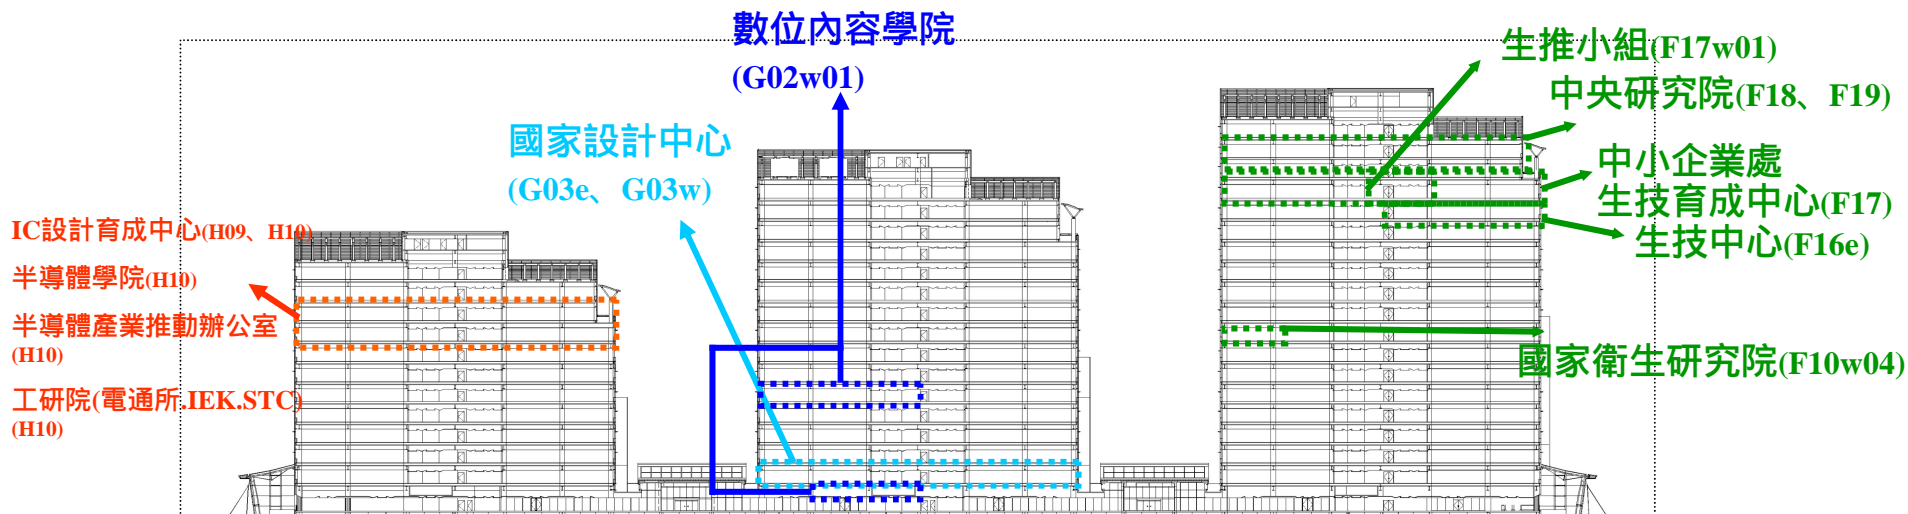 數位內容學院
(G02w01)
國家設計中心
(G03e、G03w)
IC設計育成中心(H09、H10)
半導體學院(H10)
半導體產業推動辦公室
(H10)
工研院(電通所.IEK.STC)
(H10)
生推小組(F17w01)
中央研究院(F18、F19)
中小企業處
生技育成中心(F17)
生技中心(F16e)
國家衛生研究院(F10w04)